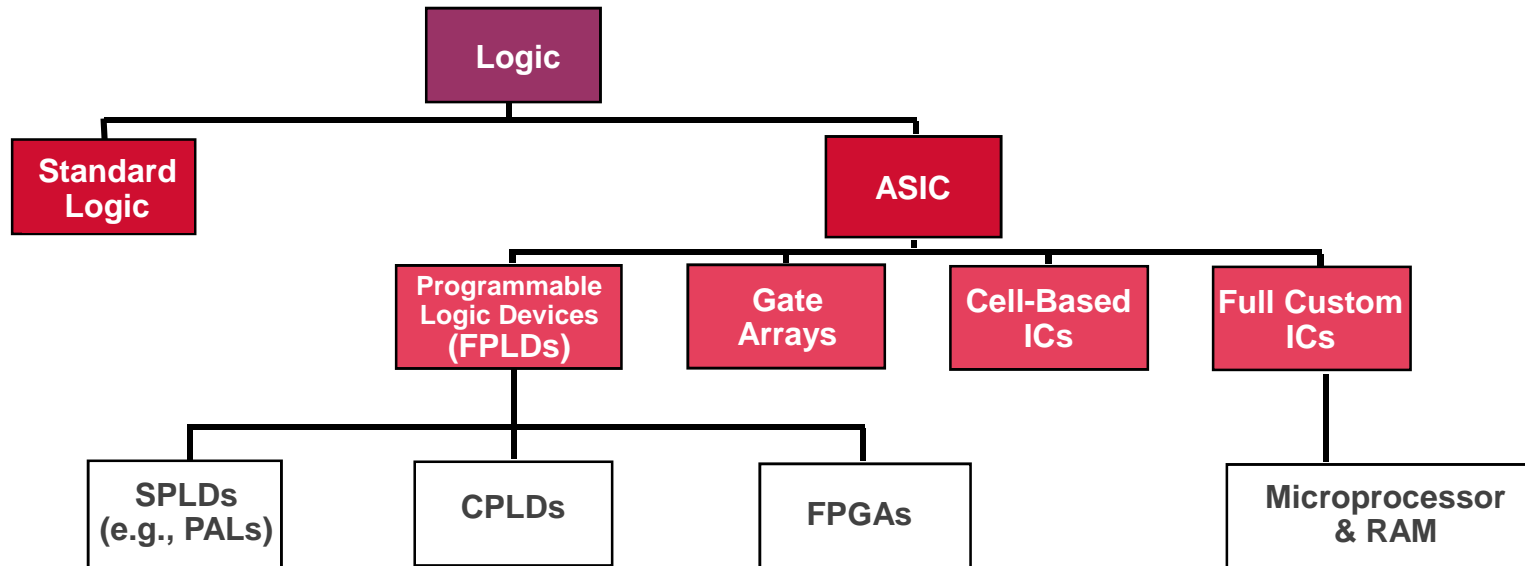 Logic
Standard
Logic
ASIC
Programmable
Logic Devices
(FPLDs)
Gate
Arrays
Cell-Based
ICs
Full Custom
ICs
SPLDs
(e.g., PALs)
CPLDs
FPGAs
Microprocessor
& RAM